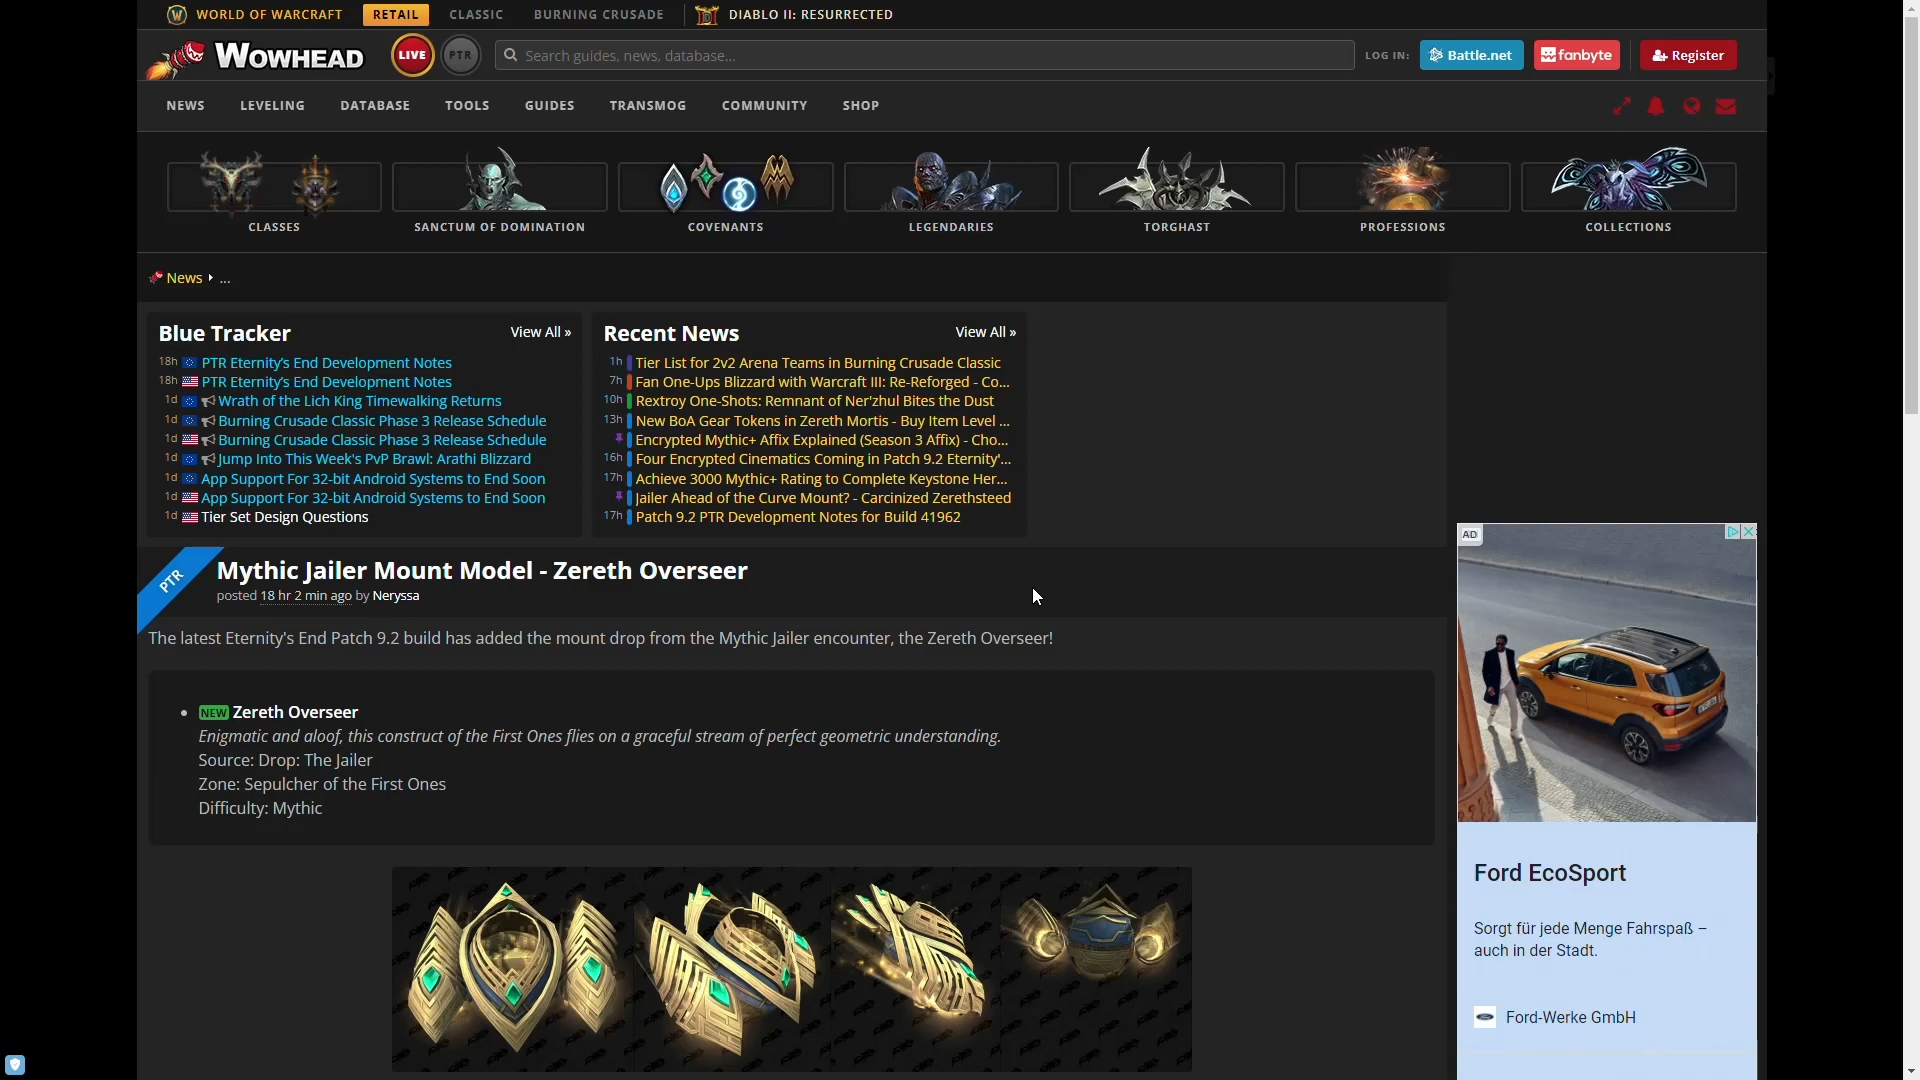 WORLD OF WARCRAFT RETAIL CLASSIC BURNING CRUSADE DIABLO II: RESURRECTED
WOWHEAD LIVE PTR Search guides, news, database... LOG IN: Battle.net fanbyte Register
NEWS LEVELING DATABASE TOOLS GUIDES TRANSMOG COMMUNITY SHOP
CLASSES SANCTUM OF DOMINATION COVENANTS LEGENDARIES TORGHAST PROFESSIONS COLLECTIONS
News ...
Blue Tracker View All »
18h PTR Eternity's End Development Notes
18h PTR Eternity's End Development Notes
1d Wrath of the Lich King Timewalking Returns
1d Burning Crusade Classic Phase 3 Release Schedule
1d Burning Crusade Classic Phase 3 Release Schedule
1d Jump Into This Week's PvP Brawl: Arathi Blizzard
1d App Support For 32-bit Android Systems to End Soon
1d App Support For 32-bit Android Systems to End Soon
1d Tier Set Design Questions
Recent News View All »
1h Tier List for 2v2 Arena Teams in Burning Crusade Classic
7h Fan One-Ups Blizzard with Warcraft III: Re-Reforged - Co...
10h Rextroy One-Shots: Remnant of Ner'zhul Bites the Dust
13h New BoA Gear Tokens in Zereth Mortis - Buy Item Level ...
Encrypted Mythic+ Affix Explained (Season 3 Affix) - Cho...
16h Four Encrypted Cinematics Coming in Patch 9.2 Eternity'...
17h Achieve 3000 Mythic+ Rating to Complete Keystone Her...
Jailer Ahead of the Curve Mount? - Carcinized Zerethsteed
17h Patch 9.2 PTR Development Notes for Build 41962
PTR
Mythic Jailer Mount Model - Zereth Overseer
posted 18 hr 2 min ago by Neryssa
The latest Eternity's End Patch 9.2 build has added the mount drop from the Mythic Jailer encounter, the Zereth Overseer!
• NEW Zereth Overseer
Enigmatic and aloof, this construct of the First Ones flies on a graceful stream of perfect geometric understanding.
Source: Drop: The Jailer
Zone: Sepulcher of the First Ones
Difficulty: Mythic
AD
Ford EcoSport
Sorgt für jede Menge Fahrspaß –
auch in der Stadt.
Ford-Werke GmbH